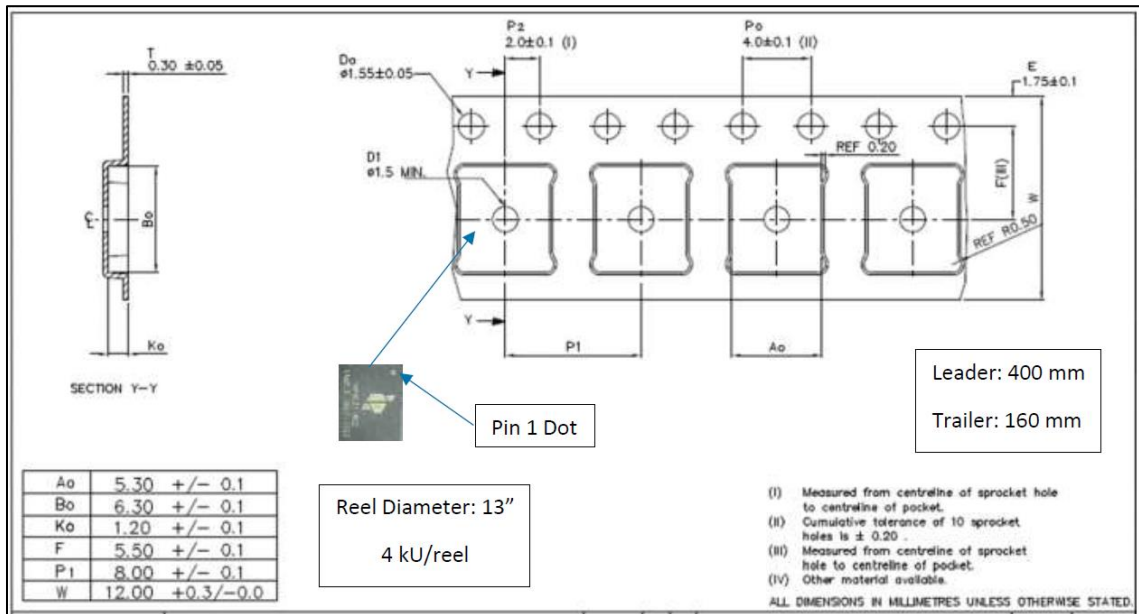 T
0.30 ±0.05
P2
2.0±0.1 (I)
Po
4.0±0.1 (II)
Do
ø1.55±0.05
Y
E
1.75±0.1
D1
ø1.5 MIN.
REF 0.20
F(III)
W
REF R0.50
Bo
Ko
SECTION Y-Y
Y
P1
Ao
Pin 1 Dot
Leader: 400 mm
Trailer: 160 mm
Ao 5.30 +/- 0.1
Bo 6.30 +/- 0.1
Ko 1.20 +/- 0.1
F 5.50 +/- 0.1
P1 8.00 +/- 0.1
W 12.00 +0.3/-0.0
Reel Diameter: 13”
4 kU/reel
(I) Measured from centreline of sprocket hole
to centreline of pocket.
(II) Cumulative tolerance of 10 sprocket
holes is ± 0.20 .
(III) Measured from centreline of sprocket
hole to centreline of pocket.
(IV) Other material available.
ALL DIMENSIONS IN MILLIMETRES UNLESS OTHERWISE STATED.